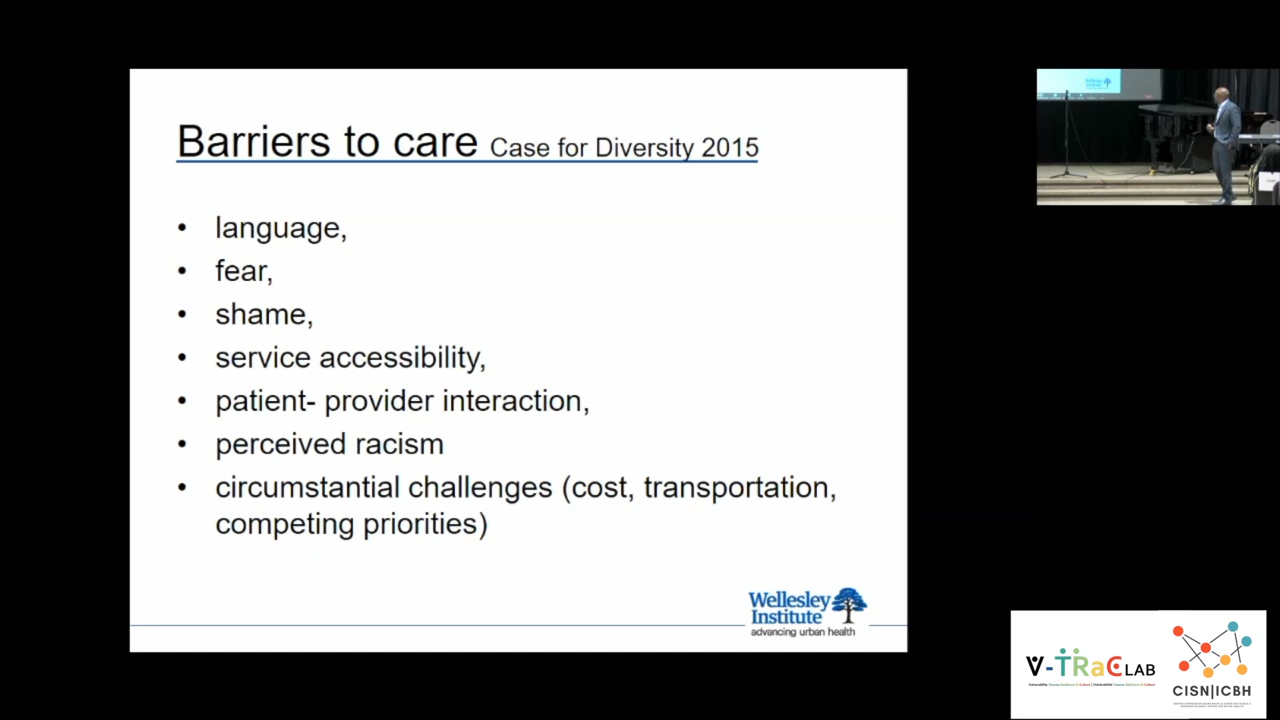 Barriers to care Case for Diversity 2015
• language,
• fear,
• shame,
• service accessibility,
• patient- provider interaction,
• perceived racism
• circumstantial challenges (cost, transportation,
competing priorities)
Wellesley
Institute
advancing urban health
V-TRaC LAB
CISN|ICBH